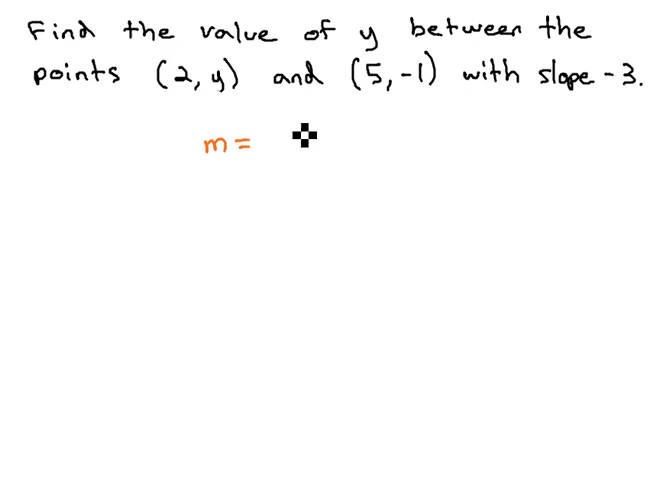 Find the value of y between the
points (2, y) and (5, -1) with slope -3.
m =